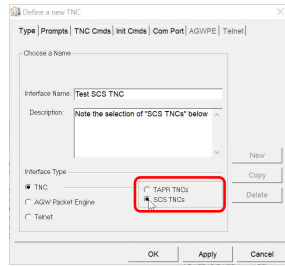 Define a new TNC
Type Prompts TNC Cmds Init Cmds Com Port AGWPE Telnet
Choose a Name
Interface Name: Test SCS TNC
Description: Note the selection of "SCS TNCs" below
New
Interface Type
Copy
TNC
TAPR TNCs
Delete
AGW Packet Engine
SCS TNCs
Telnet
OK Apply Cancel